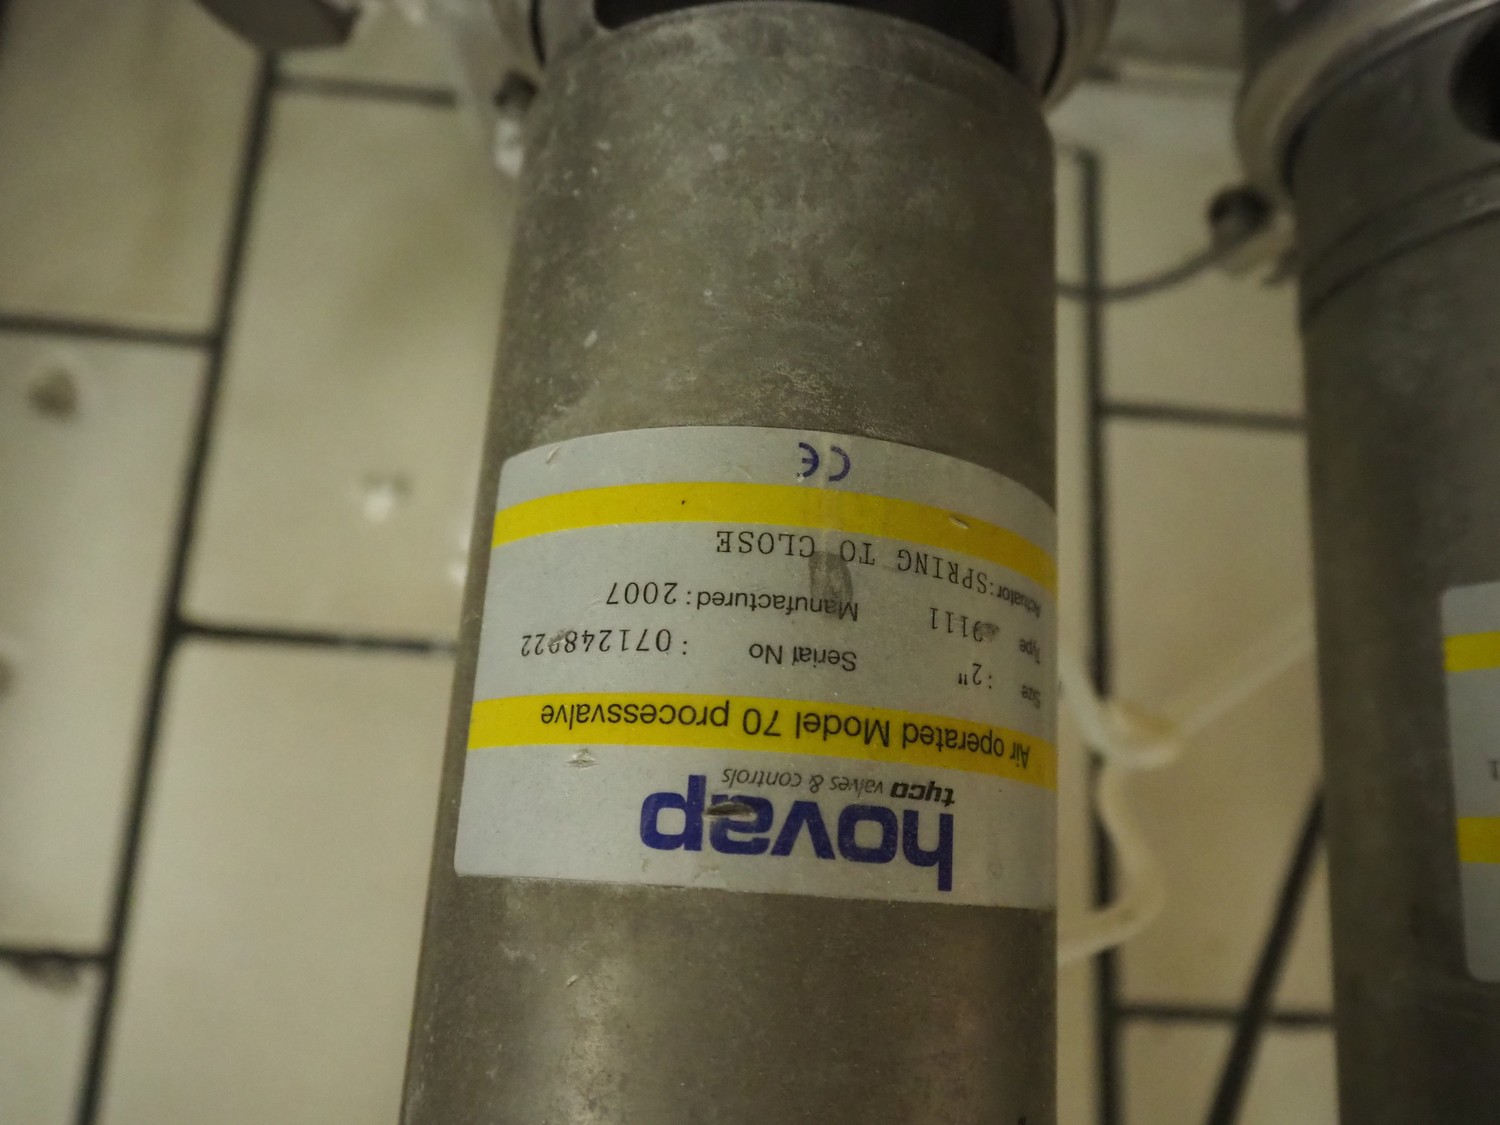 hovap
tyco valves & controls
Air operated Model 70 processvalve
Size : 2" Serial No :
Type 9111 Manufactured: 2007
Actuator: SPRING TO CLOSE
CE